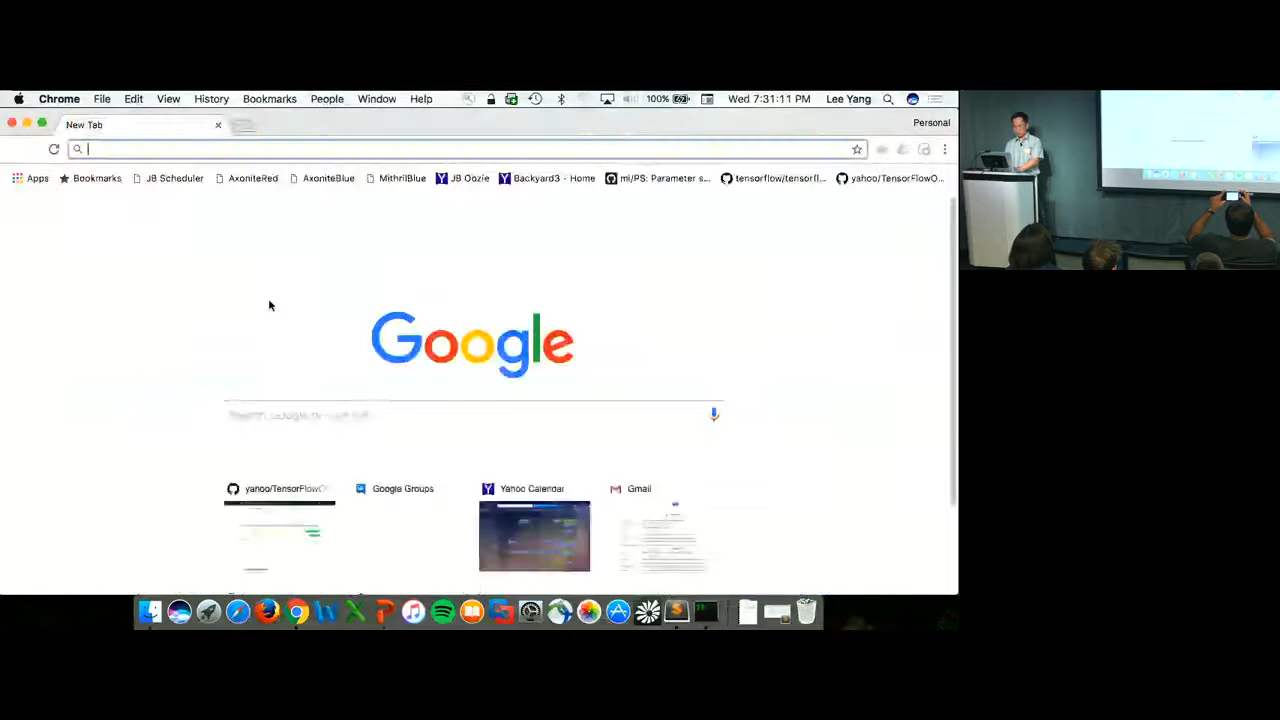 Chrome File Edit View History Bookmarks People Window Help 100% Wed 7:31:11 PM Lee Yang
New Tab Personal
Apps Bookmarks JB Scheduler AxoniteRed AxoniteBlue MithrilBlue JB Oozie Backyard3 - Home ml/PS: Parameter s... tensorflow/tensorfl... yahoo/TensorFlowO...
Google
yahoo/TensorFlowO Google Groups Yahoo Calendar Gmail